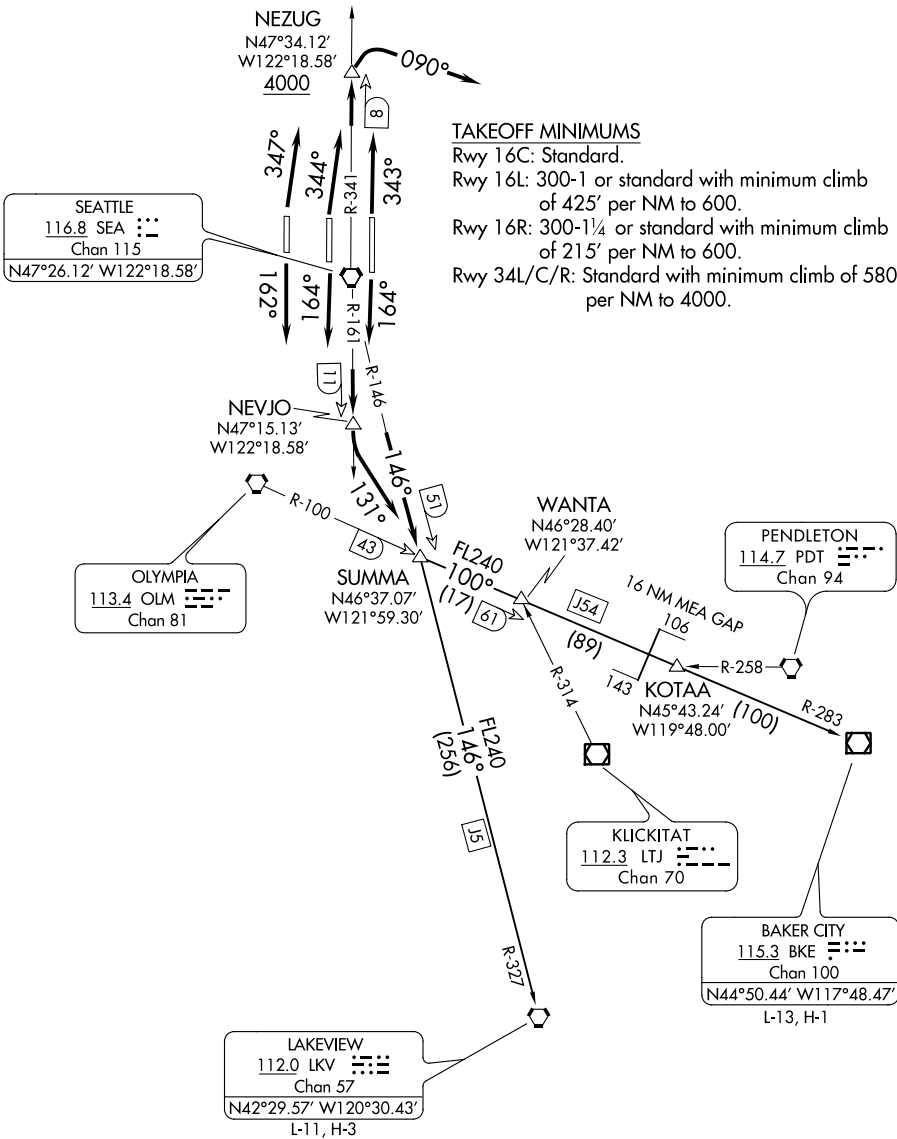 NEZUG
N47°34.12′
W122°18.58′
4000
090°
8
347°
344°
343°
R-341
TAKEOFF MINIMUMS
Rwy 16C: Standard.
Rwy 16L: 300-1 or standard with minimum climb
of 425′ per NM to 600.
Rwy 16R: 300-1¼ or standard with minimum climb
of 215′ per NM to 600.
Rwy 34L/C/R: Standard with minimum climb of 580
per NM to 4000.
SEATTLE
116.8 SEA
Chan 115
N47°26.12′ W122°18.58′
162°
164°
164°
R-161
R-146
11
NEVJO
N47°15.13′
W122°18.58′
146°
131°
51
R-100
43
OLYMPIA
113.4 OLM
Chan 81
SUMMA
N46°37.07′
W121°59.30′
FL240
100°
(17)
61
WANTA
N46°28.40′
W121°37.42′
J54
(89)
16 NM MEA GAP
106
143
PENDLETON
114.7 PDT
Chan 94
R-258
R-314
KOTAA
N45°43.24′
W119°48.00′
(100)
R-283
FL240
146°
(256)
J5
KLICKITAT
112.3 LTJ
Chan 70
BAKER CITY
115.3 BKE
Chan 100
N44°50.44′ W117°48.47′
L-13, H-1
R-327
LAKEVIEW
112.0 LKV
Chan 57
N42°29.57′ W120°30.43′
L-11, H-3